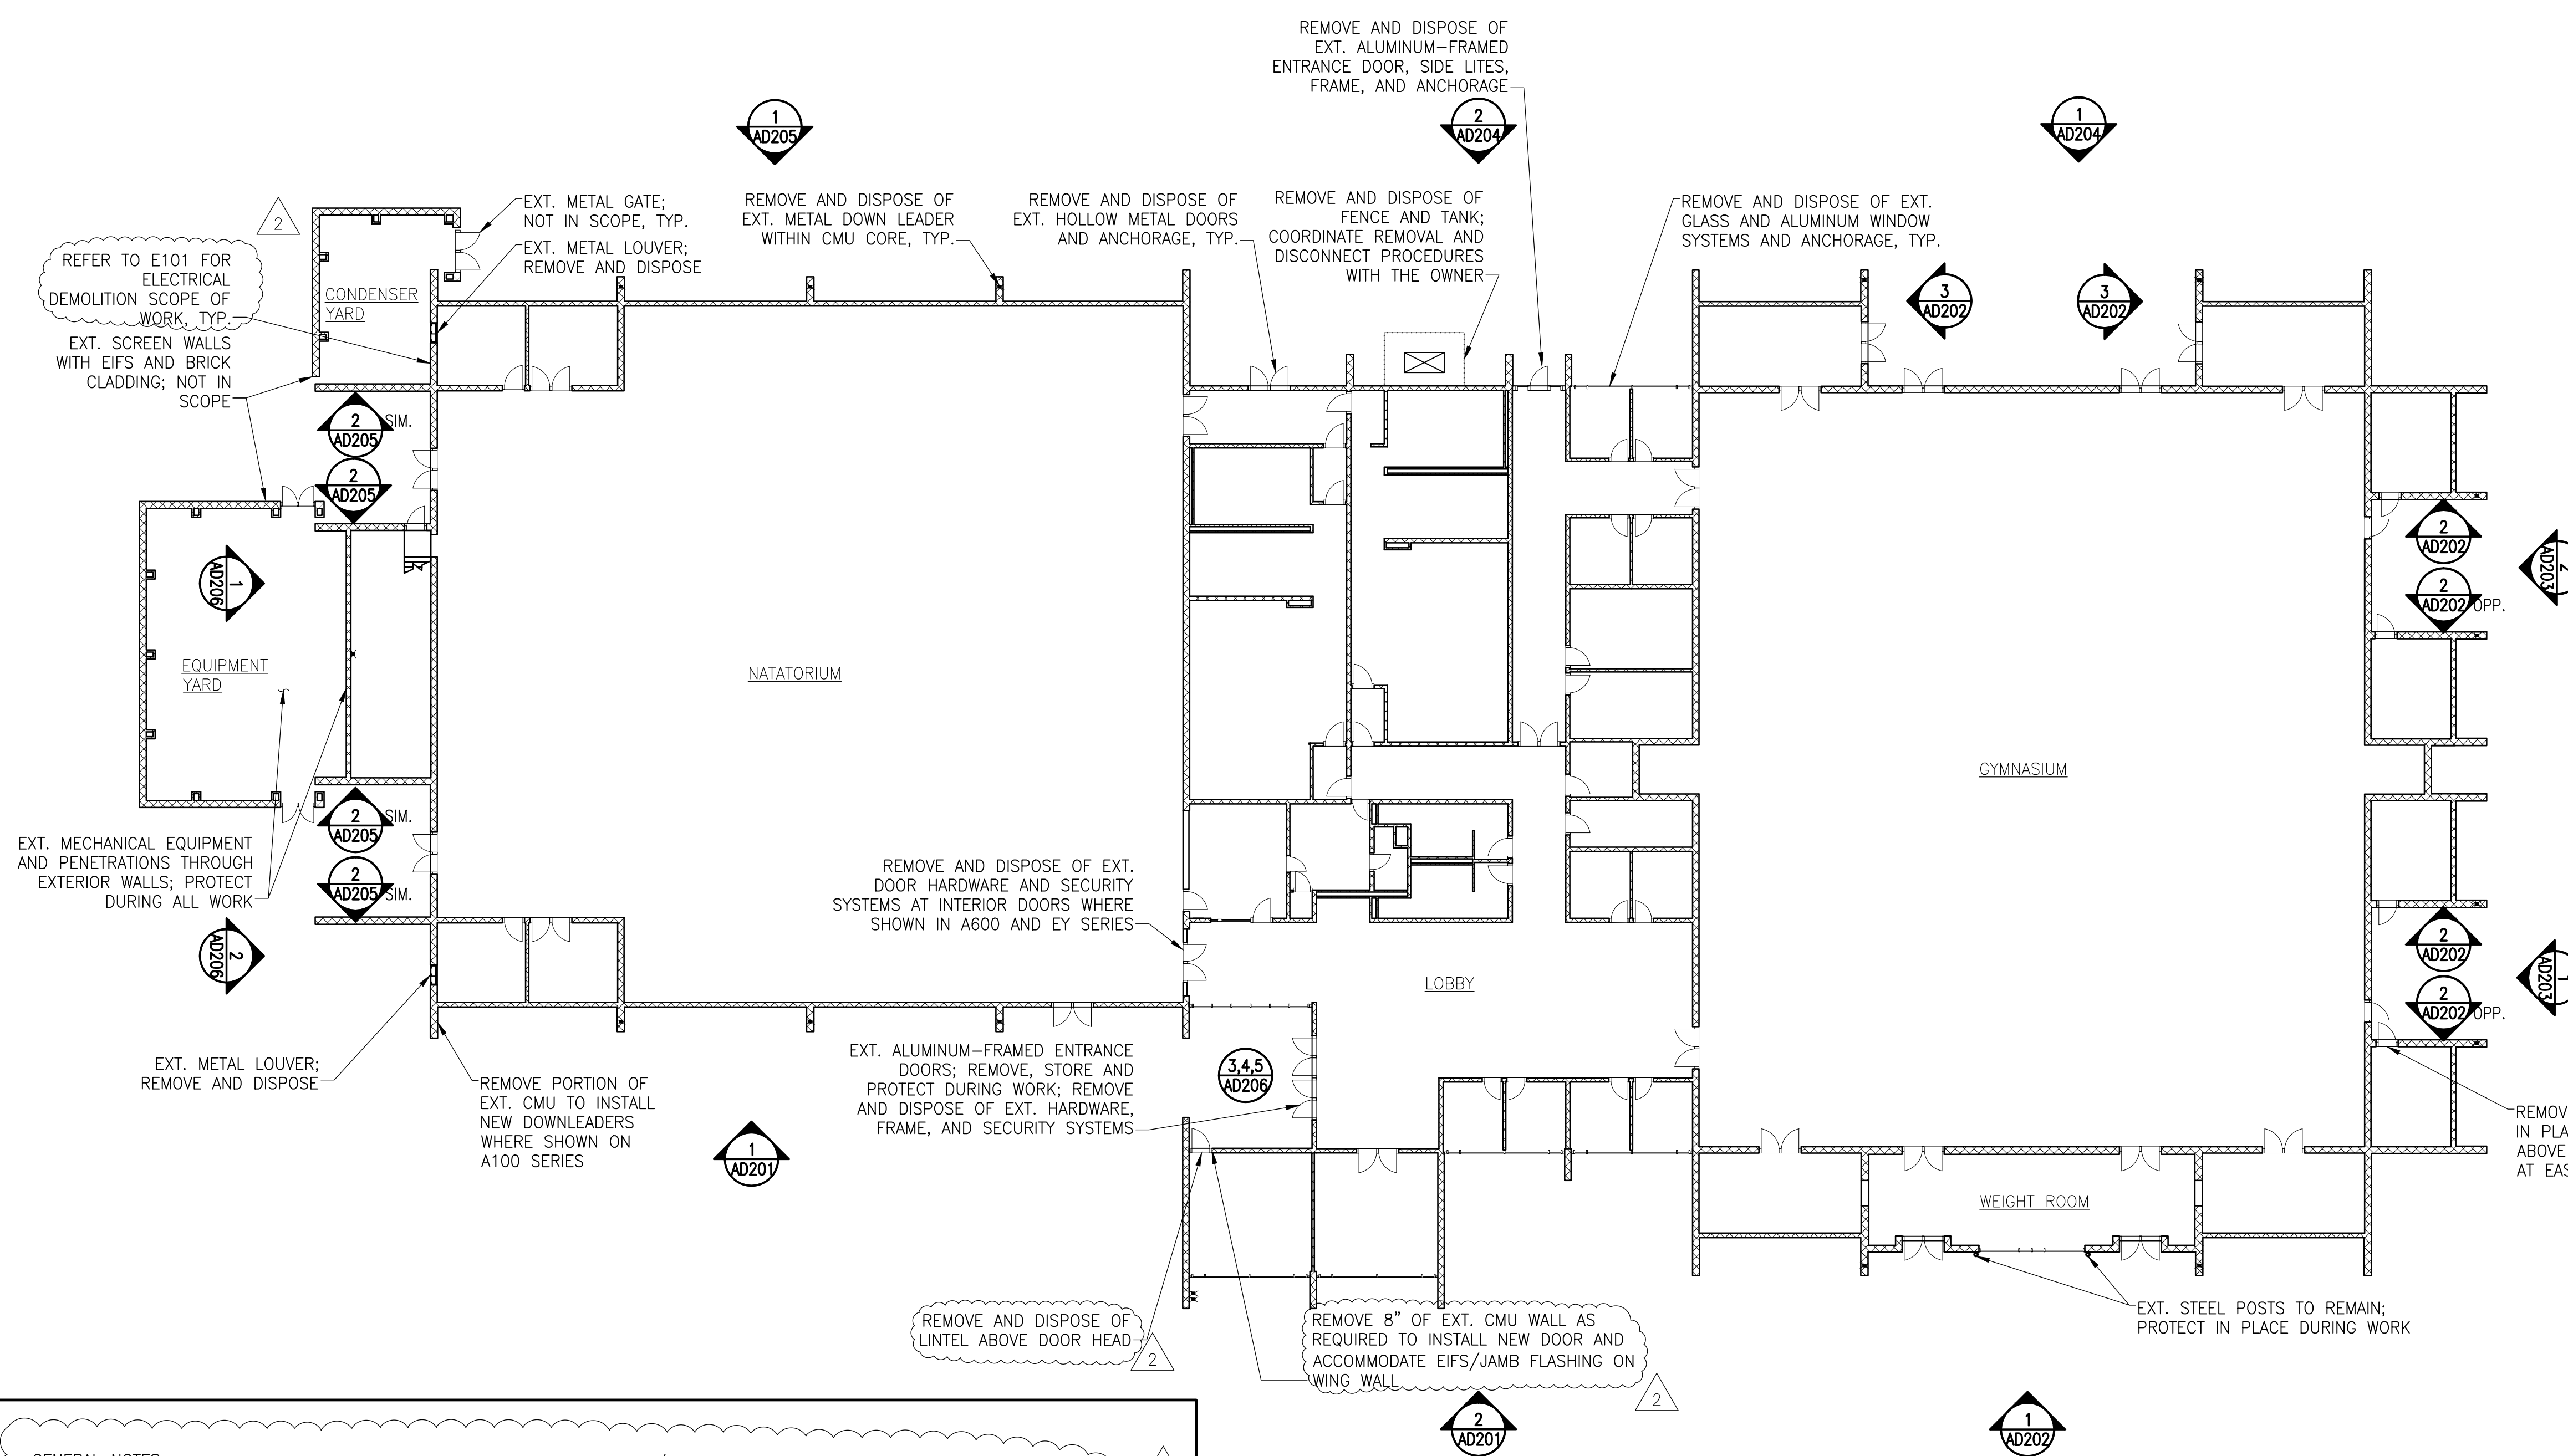 REMOVE AND DISPOSE OF
EXT. ALUMINUM-FRAMED
ENTRANCE DOOR, SIDE LITES,
FRAME, AND ANCHORAGE
1
AD205
2
AD204
1
AD204
2
REFER TO E101 FOR
ELECTRICAL
DEMOLITION SCOPE OF
WORK, TYP.
EXT. SCREEN WALLS
WITH EIFS AND BRICK
CLADDING; NOT IN
SCOPE
CONDENSER
YARD
EXT. METAL GATE;
NOT IN SCOPE, TYP.
EXT. METAL LOUVER;
REMOVE AND DISPOSE
REMOVE AND DISPOSE OF
EXT. METAL DOWN LEADER
WITHIN CMU CORE, TYP.
REMOVE AND DISPOSE OF
EXT. HOLLOW METAL DOORS
AND ANCHORAGE, TYP.
REMOVE AND DISPOSE OF
FENCE AND TANK;
COORDINATE REMOVAL AND
DISCONNECT PROCEDURES
WITH THE OWNER
REMOVE AND DISPOSE OF EXT.
GLASS AND ALUMINUM WINDOW
SYSTEMS AND ANCHORAGE, TYP.
3
AD202
3
AD202
2
AD205
SIM.
2
AD205
1
AD206
EQUIPMENT
YARD
NATATORIUM
GYMNASIUM
2
AD202
2
AD202
OPP.
2
AD203
EXT. MECHANICAL EQUIPMENT
AND PENETRATIONS THROUGH
EXTERIOR WALLS; PROTECT
DURING ALL WORK
2
AD205
SIM.
2
AD205
SIM.
2
AD206
REMOVE AND DISPOSE OF EXT.
DOOR HARDWARE AND SECURITY
SYSTEMS AT INTERIOR DOORS WHERE
SHOWN IN A600 AND EY SERIES
LOBBY
2
AD202
2
AD202
OPP.
1
AD203
EXT. METAL LOUVER;
REMOVE AND DISPOSE
REMOVE PORTION OF
EXT. CMU TO INSTALL
NEW DOWNLEADERS
WHERE SHOWN ON
A100 SERIES
1
AD201
EXT. ALUMINUM-FRAMED ENTRANCE
DOORS; REMOVE, STORE AND
PROTECT DURING WORK; REMOVE
AND DISPOSE OF EXT. HARDWARE,
FRAME, AND SECURITY SYSTEMS
3,4,5
AD206
REMOV
IN PLA
ABOVE
AT EAS
WEIGHT ROOM
EXT. STEEL POSTS TO REMAIN;
PROTECT IN PLACE DURING WORK
REMOVE AND DISPOSE OF
LINTEL ABOVE DOOR HEAD
2
REMOVE 8" OF EXT. CMU WALL AS
REQUIRED TO INSTALL NEW DOOR AND
ACCOMMODATE EIFS/JAMB FLASHING ON
WING WALL
2
2
AD201
1
AD202
GENERAL NOTES